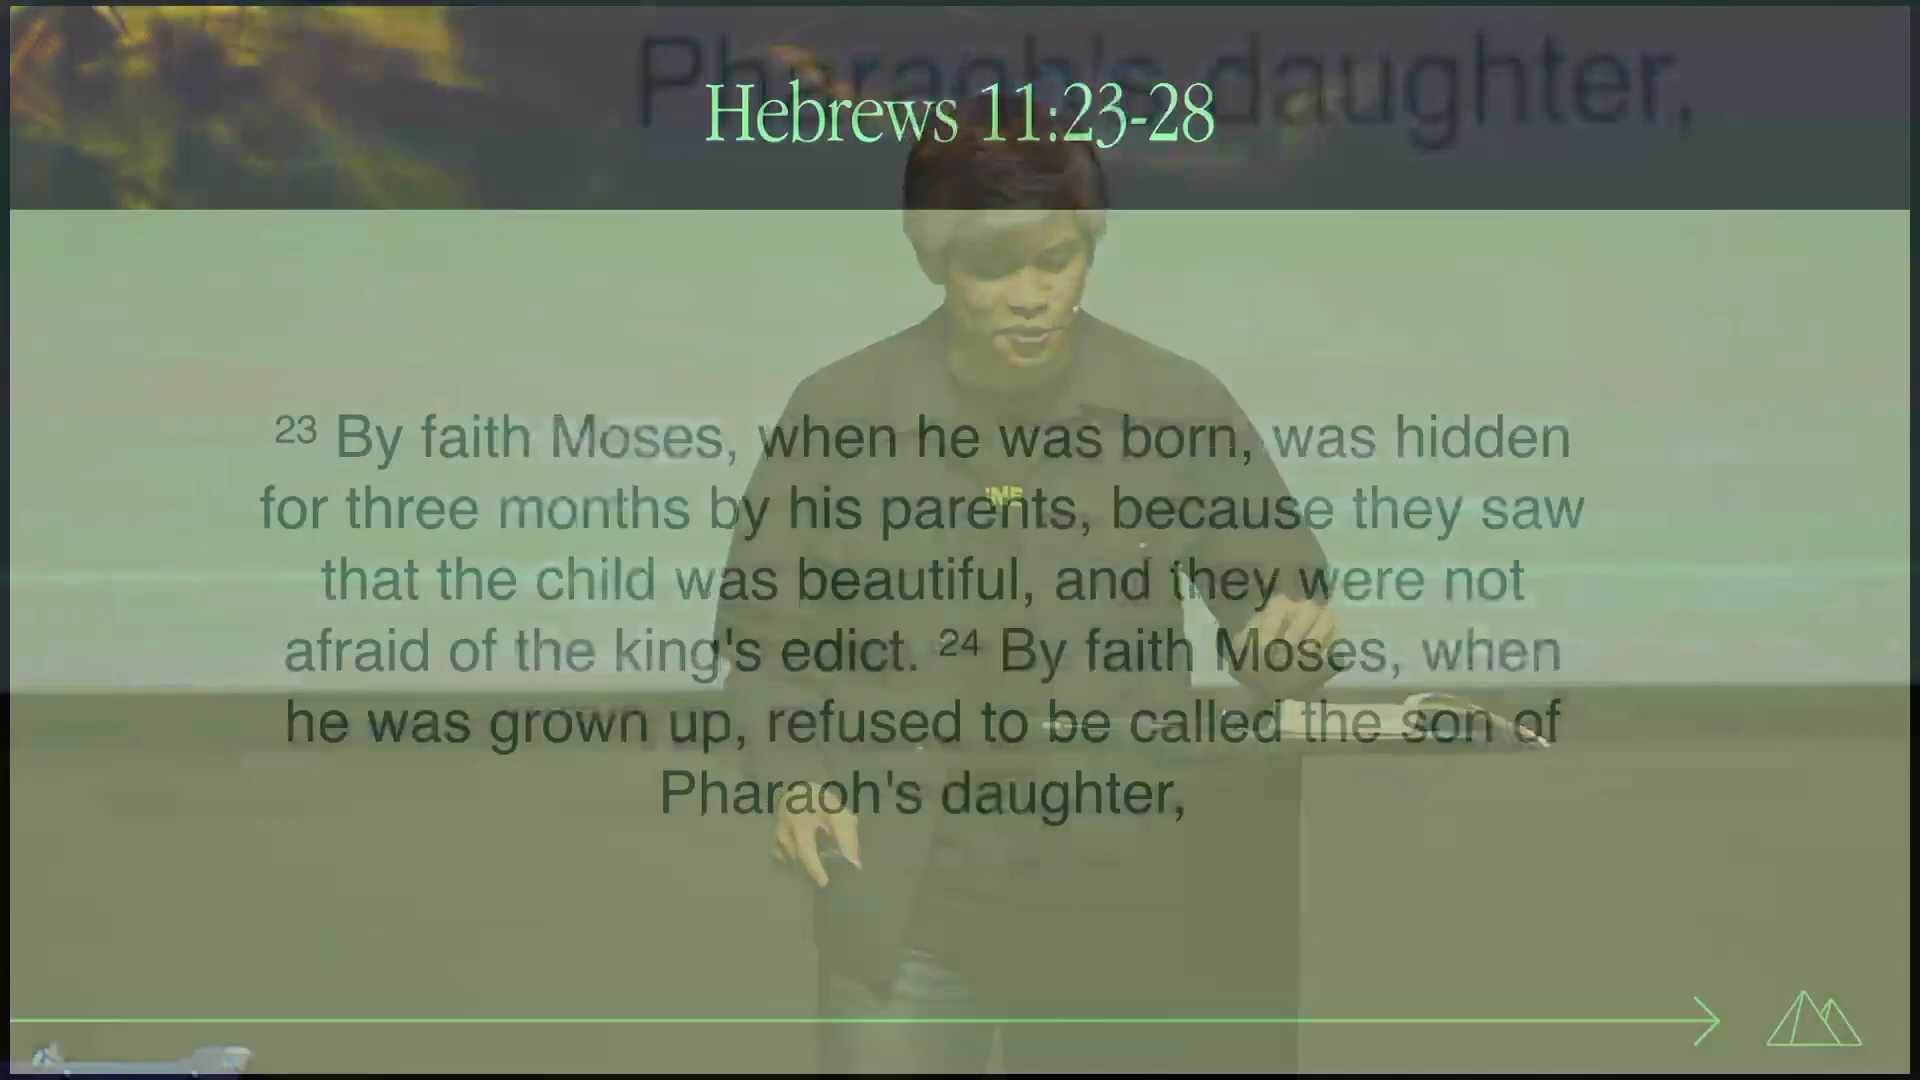 Pharaoh's daughter,
Hebrews 11:23-28
23 By faith Moses, when he was born, was hidden
for three months by his parents, because they saw
that the child was beautiful, and they were not
afraid of the king's edict. 24 By faith Moses, when
he was grown up, refused to be called the son of
Pharaoh's daughter,